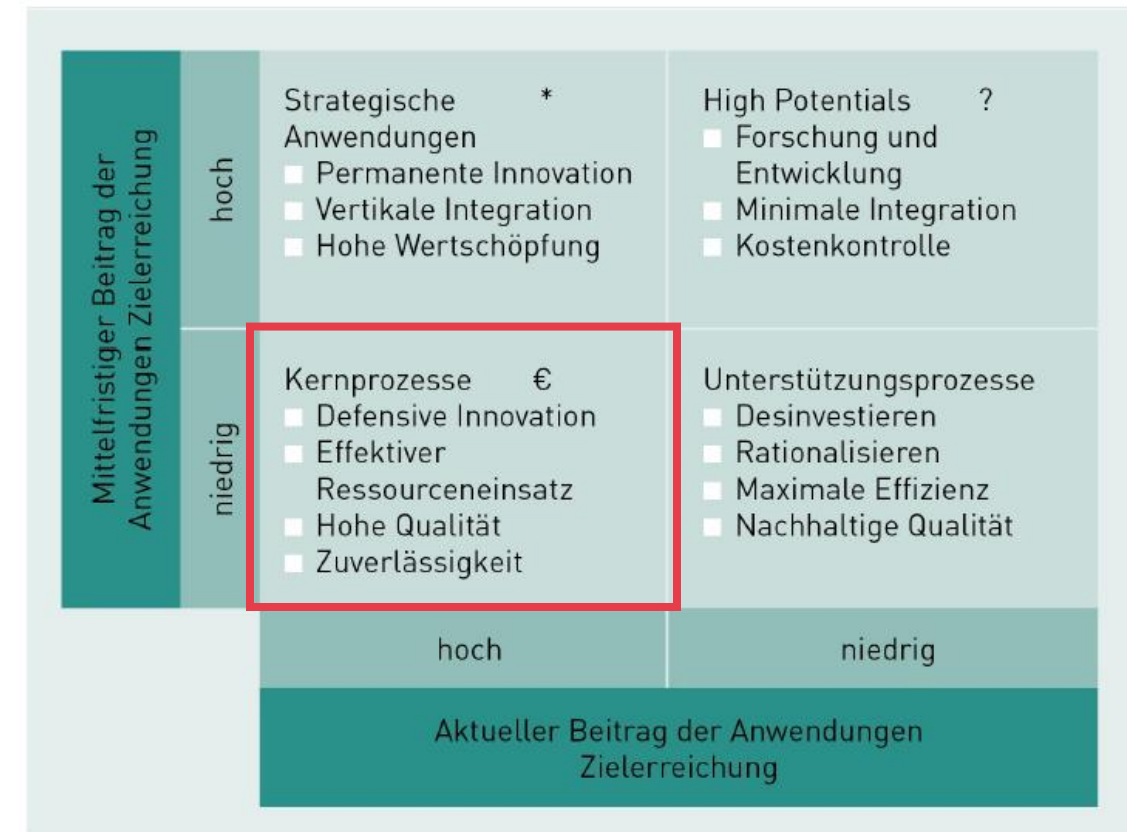 Mittelfristiger Beitrag der
Anwendungen Zielerreichung
hoch
Strategische *
Anwendungen
Permanente Innovation
Vertikale Integration
Hohe Wertschöpfung
High Potentials ?
Forschung und
Entwicklung
Minimale Integration
Kostenkontrolle
niedrig
Kernprozesse €
Defensive Innovation
Effektiver
Ressourceneinsatz
Hohe Qualität
Zuverlässigkeit
Unterstützungsprozesse
Desinvestieren
Rationalisieren
Maximale Effizienz
Nachhaltige Qualität
hoch
niedrig
Aktueller Beitrag der Anwendungen
Zielerreichung